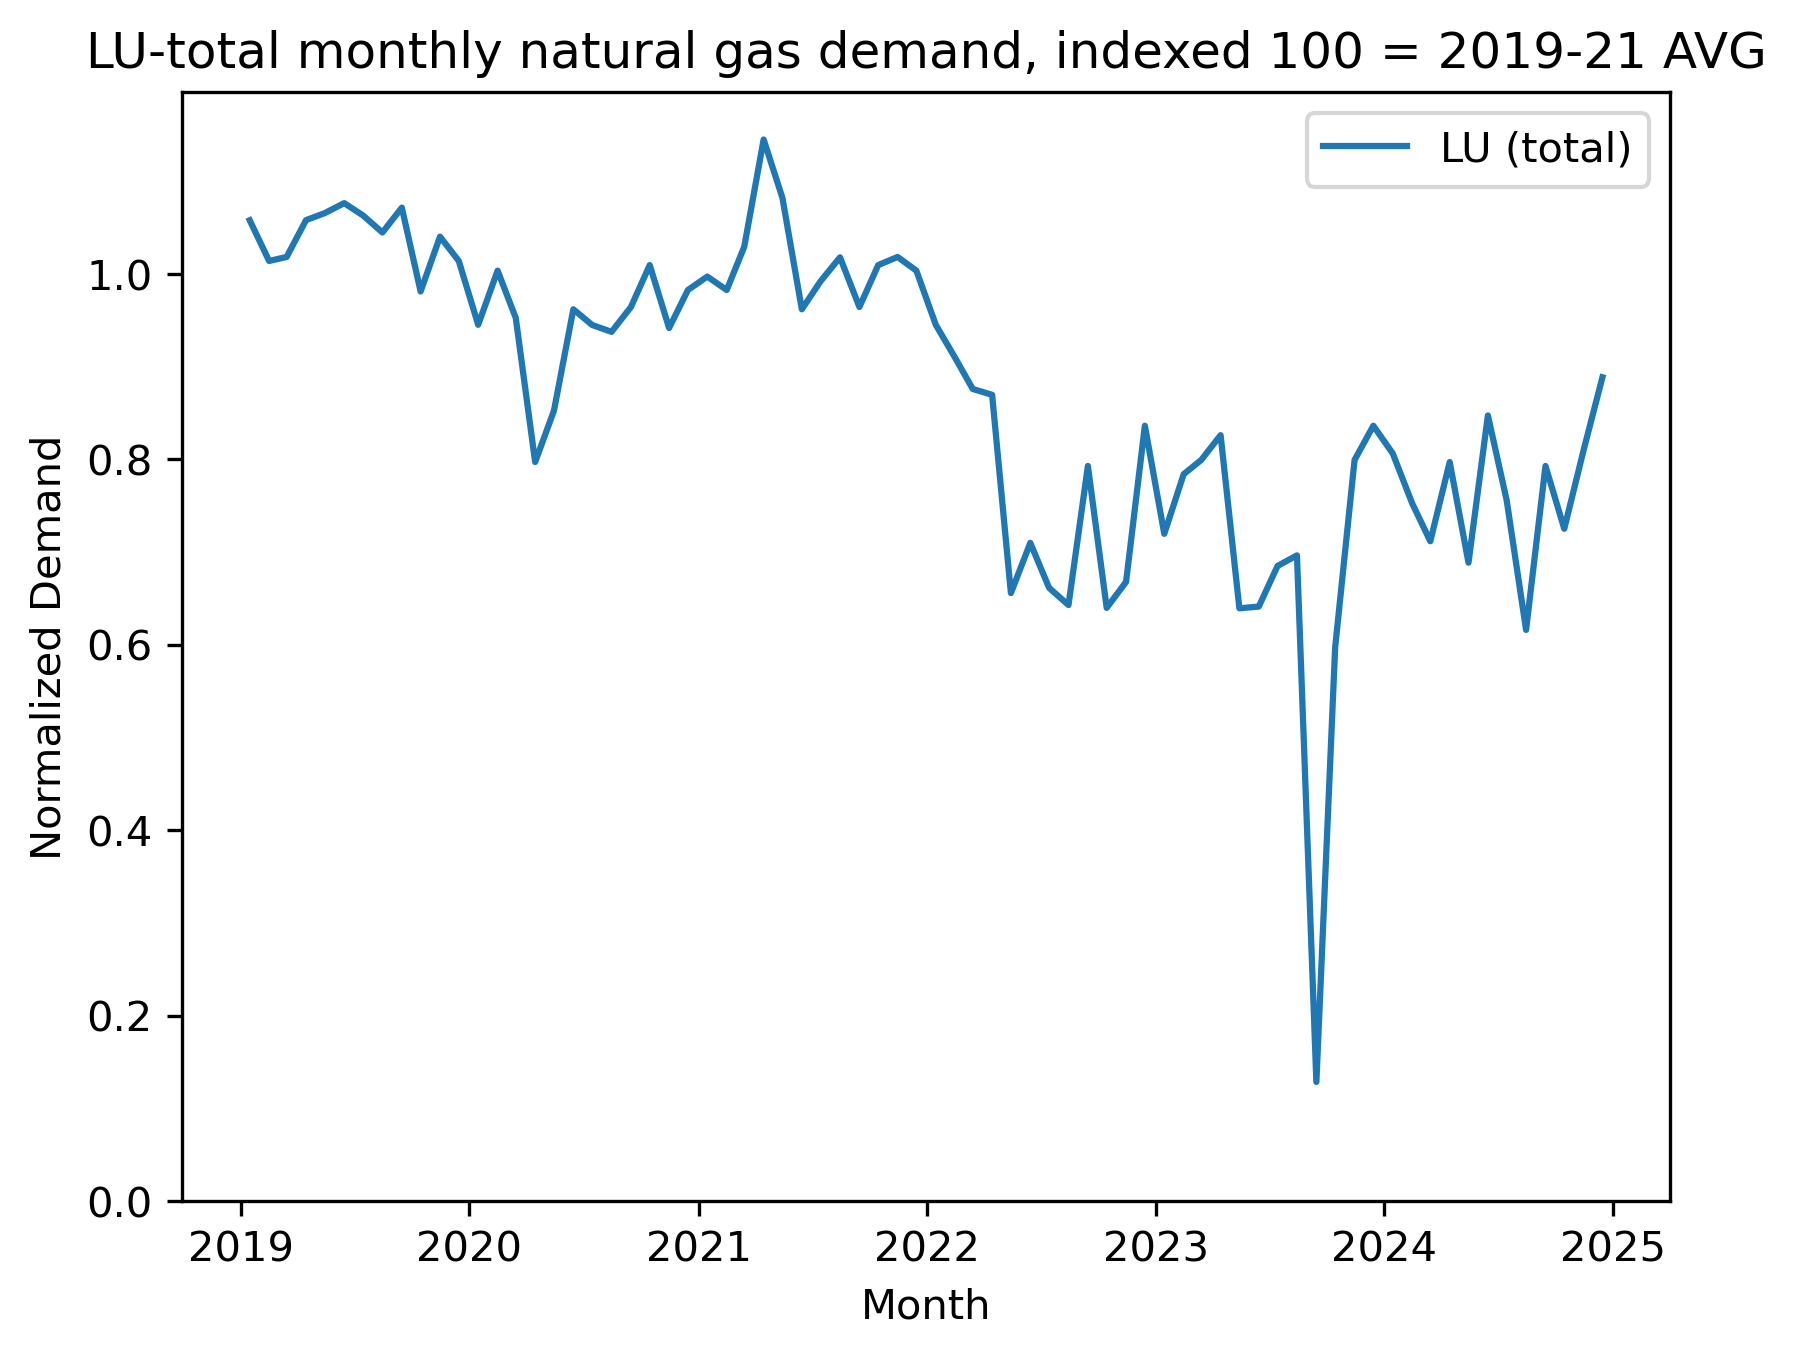 LU-total monthly natural gas demand, indexed 100 = 2019-21 AVG
LU (total)
Normalized Demand
1.0
0.8
0.6
0.4
0.2
0.0
2019 2020 2021 2022 2023 2024 2025
Month